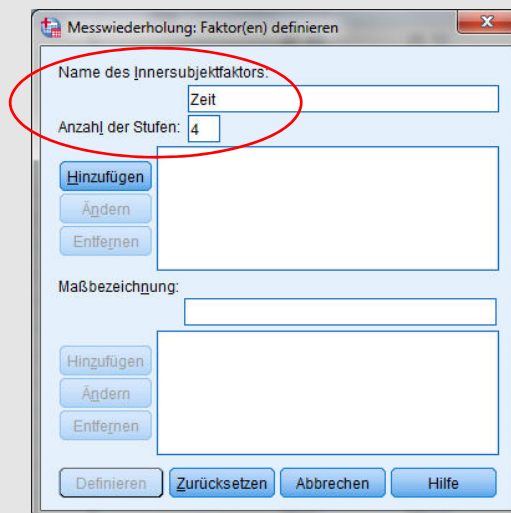 Messwiederholung: Faktor(en) definieren
Name des Innersubjektfaktors:
Zeit
Anzahl der Stufen: 4
Hinzufügen
Ändern
Entfernen
Maßbezeichnung:
Hinzufügen
Ändern
Entfernen
Definieren Zurücksetzen Abbrechen Hilfe